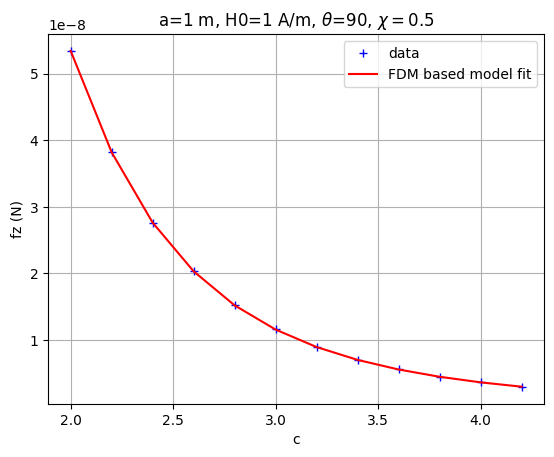 a=1 m, H0=1 A/m, θ=90, χ = 0.5
1e−8
data
FDM based model fit
5
4
3
2
1
fz (N)
2.0 2.5 3.0 3.5 4.0
c